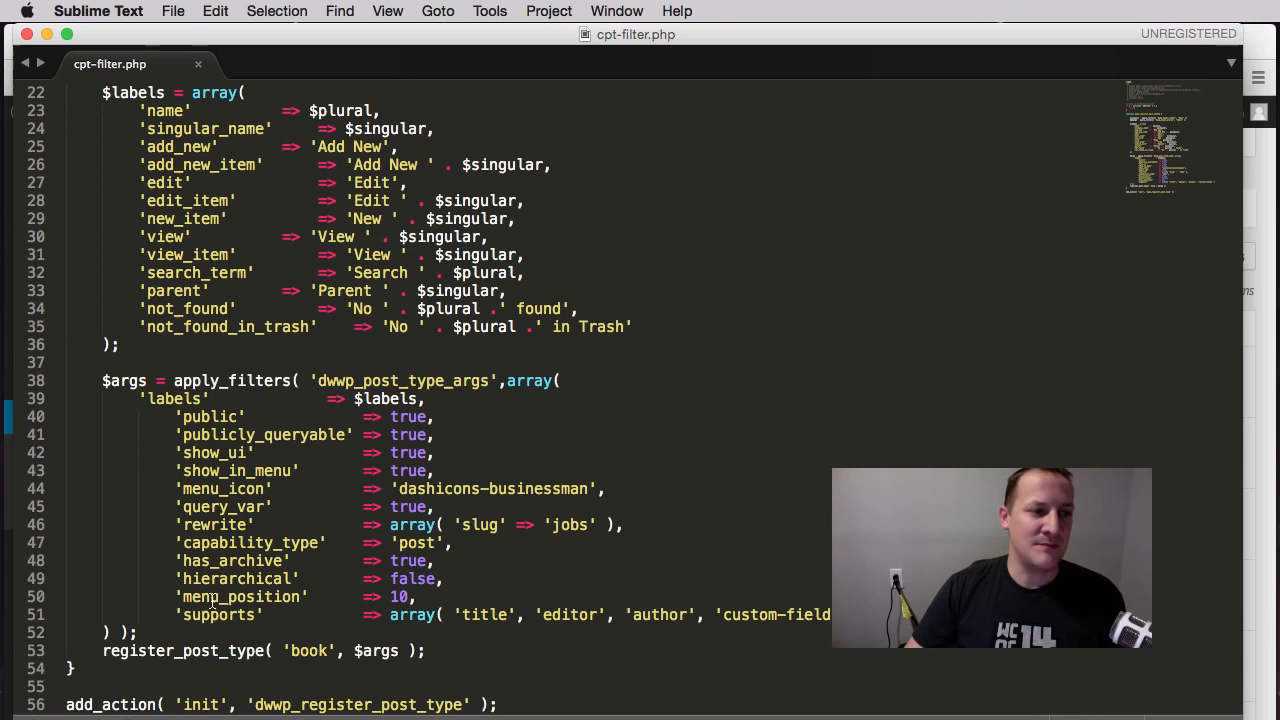 Sublime Text File Edit Selection Find View Goto Tools Project Window Help
cpt-filter.php UNREGISTERED
cpt-filter.php ×
22 $labels = array(
23 'name' => $plural,
24 'singular_name' => $singular,
25 'add_new' => 'Add New',
26 'add_new_item' => 'Add New ' . $singular,
27 'edit' => 'Edit',
28 'edit_item' => 'Edit ' . $singular,
29 'new_item' => 'New ' . $singular,
30 'view' => 'View ' . $singular,
31 'view_item' => 'View ' . $singular,
32 'search_term' => 'Search ' . $plural,
33 'parent' => 'Parent ' . $singular,
34 'not_found' => 'No ' . $plural .' found',
35 'not_found_in_trash' => 'No ' . $plural .' in Trash'
36 );
37
38 $args = apply_filters( 'dwwp_post_type_args',array(
39 'labels' => $labels,
40 'public' => true,
41 'publicly_queryable' => true,
42 'show_ui' => true,
43 'show_in_menu' => true,
44 'menu_icon' => 'dashicons-businessman',
45 'query_var' => true,
46 'rewrite' => array( 'slug' => 'jobs' ),
47 'capability_type' => 'post',
48 'has_archive' => true,
49 'hierarchical' => false,
50 'menu_position' => 10,
51 'supports' => array( 'title', 'editor', 'author', 'custom-field
52 ) );
53 register_post_type( 'book', $args );
54 }
55
56 add_action( 'init', 'dwwp_register_post_type' );